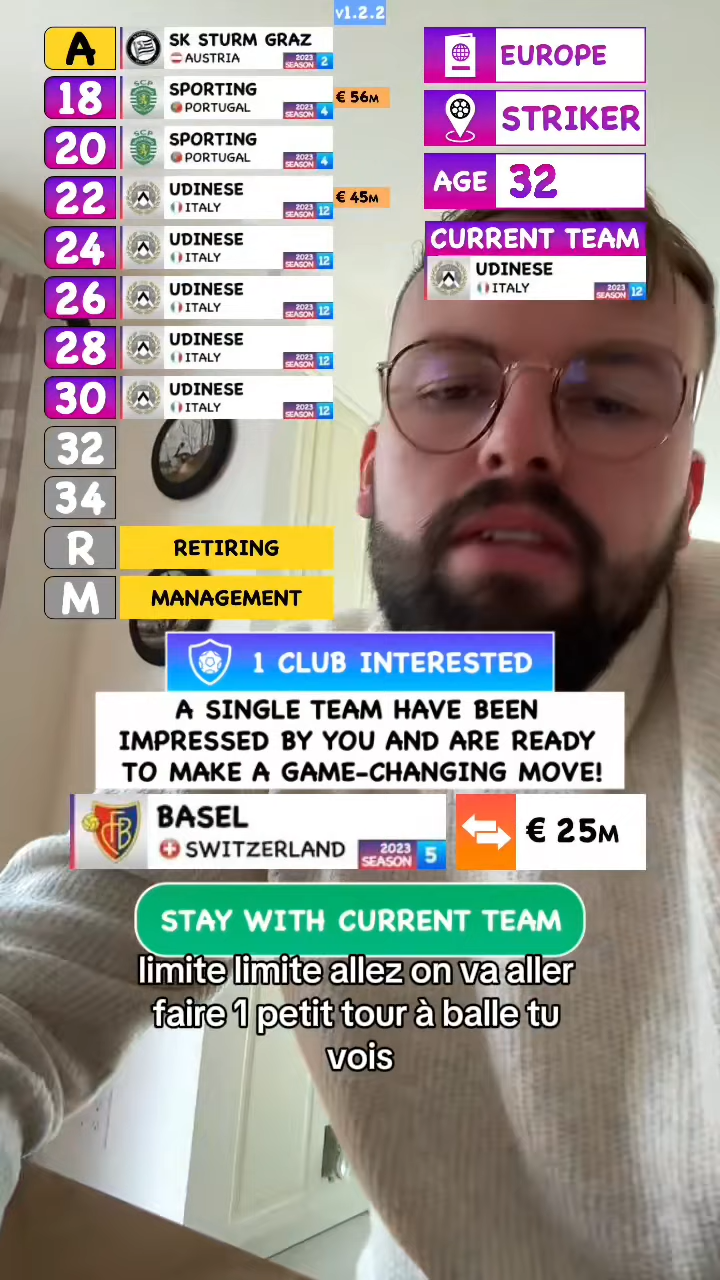 v1.2.2
A
SK STURM GRAZ
AUSTRIA
2023 SEASON 2
18
SCP
SPORTING
PORTUGAL
2023 SEASON 4
€ 56M
20
SCP
SPORTING
PORTUGAL
2023 SEASON 4
22
UDINESE
ITALY
2023 SEASON 12
€ 45M
24
UDINESE
ITALY
2023 SEASON 12
26
UDINESE
ITALY
2023 SEASON 12
28
UDINESE
ITALY
2023 SEASON 12
30
UDINESE
ITALY
2023 SEASON 12
32
34
R
RETIRING
M
MANAGEMENT
EUROPE
STRIKER
AGE 32
CURRENT TEAM
UDINESE
ITALY
2023 SEASON 12
1 CLUB INTERESTED
A SINGLE TEAM HAVE BEEN
IMPRESSED BY YOU AND ARE READY
TO MAKE A GAME-CHANGING MOVE!
FCB
BASEL
SWITZERLAND
2023 SEASON 5
€ 25M
STAY WITH CURRENT TEAM
limite limite allez on va aller
faire 1 petit tour à balle tu
vois